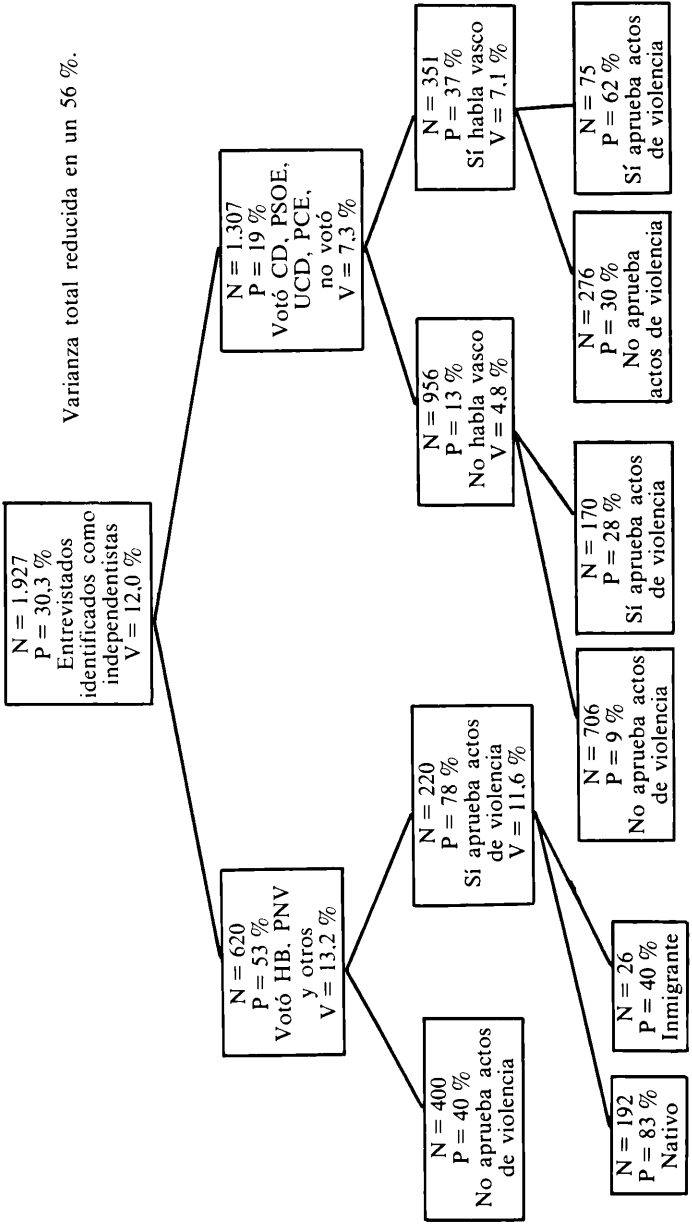 Varianza total reducida en un 56 %.
N = 1.927
P = 30,3 %
Entrevistados
identificados como
independentistas
V = 12,0 %
N = 620
P = 53 %
Votó HB. PNV
y otros
V = 13.2 %
N = 1.307
P = 19 %
Votó CD, PSOE,
UCD, PCE,
no votó
V = 7.3 %
N = 400
P = 40 %
No aprueba actos
de violencia
N = 220
P = 78 %
Sí aprueba actos
de violencia
V = 11,6 %
N = 956
P = 13 %
No habla vasco
V = 4,8 %
N = 351
P = 37 %
Sí habla vasco
V = 7,1 %
N = 192
P = 83 %
Nativo
N = 26
P = 40 %
Inmigrante
N = 706
P = 9 %
No aprueba actos
de violencia
N = 170
P = 28 %
Sí aprueba actos
de violencia
N = 276
P = 30 %
No aprueba
actos de violencia
N = 75
P = 62 %
Sí aprueba actos
de violencia